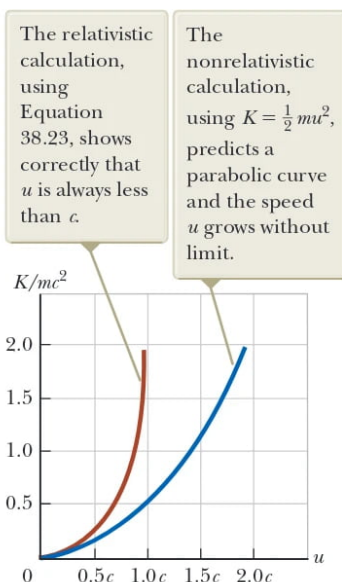 The relativistic
calculation,
using
Equation
38.23, shows
correctly that
u is always less
than c.
The
nonrelativistic
calculation,
using K = ½ mu²,
predicts a
parabolic curve
and the speed
u grows without
limit.
K/mc²
2.0
1.5
1.0
0.5
0 0.5c 1.0c 1.5c 2.0c u